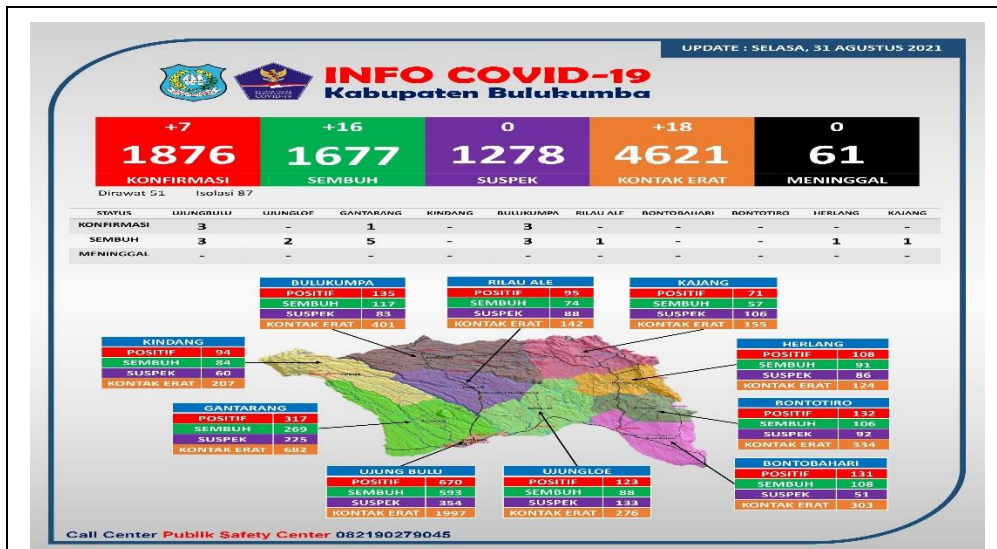 UPDATE : SELASA, 31 AGUSTUS 2021
INFO COVID-19
Kabupaten Bulukumba
+7 +16 0 +18 0
1876 1677 1278 4621 61
KONFIRMASI SEMBUH SUSPEK KONTAK ERAT MENINGGAL
Dirawat 51 Isolasi 87
STATUS UJUNGBULU UJUNGLOE GANTARANG KINDANG BULUKUMPA RILAU ALE BONTOBAHARI BONTOTIRO HERLANG KAJANG
KONFIRMASI 3 - 1 - 3 - - - - -
SEMBUH 3 2 5 - 3 1 - - 1 1
MENINGGAL - - - - - - - - - -
BULUKUMPA
POSITIF 135
SEMBUH 117
SUSPEK 83
KONTAK ERAT 401
RILAU ALE
POSITIF 95
SEMBUH 74
SUSPEK 88
KONTAK ERAT 142
KAJANG
POSITIF 71
SEMBUH 57
SUSPEK 106
KONTAK ERAT 155
KINDANG
POSITIF 94
SEMBUH 84
SUSPEK 60
KONTAK ERAT 207
HERLANG
POSITIF 108
SEMBUH 91
SUSPEK 86
KONTAK ERAT 124
GANTARANG
POSITIF 317
SEMBUH 269
SUSPEK 225
KONTAK ERAT 682
BONTOTIRO
POSITIF 132
SEMBUH 106
SUSPEK 92
KONTAK ERAT 334
UJUNG BULU
POSITIF 670
SEMBUH 593
SUSPEK 354
KONTAK ERAT 1997
UJUNGLOE
POSITIF 123
SEMBUH 88
SUSPEK 133
KONTAK ERAT 276
BONTOBAHARI
POSITIF 131
SEMBUH 108
SUSPEK 51
KONTAK ERAT 303
Call Center Publik Safety Center 082190279045